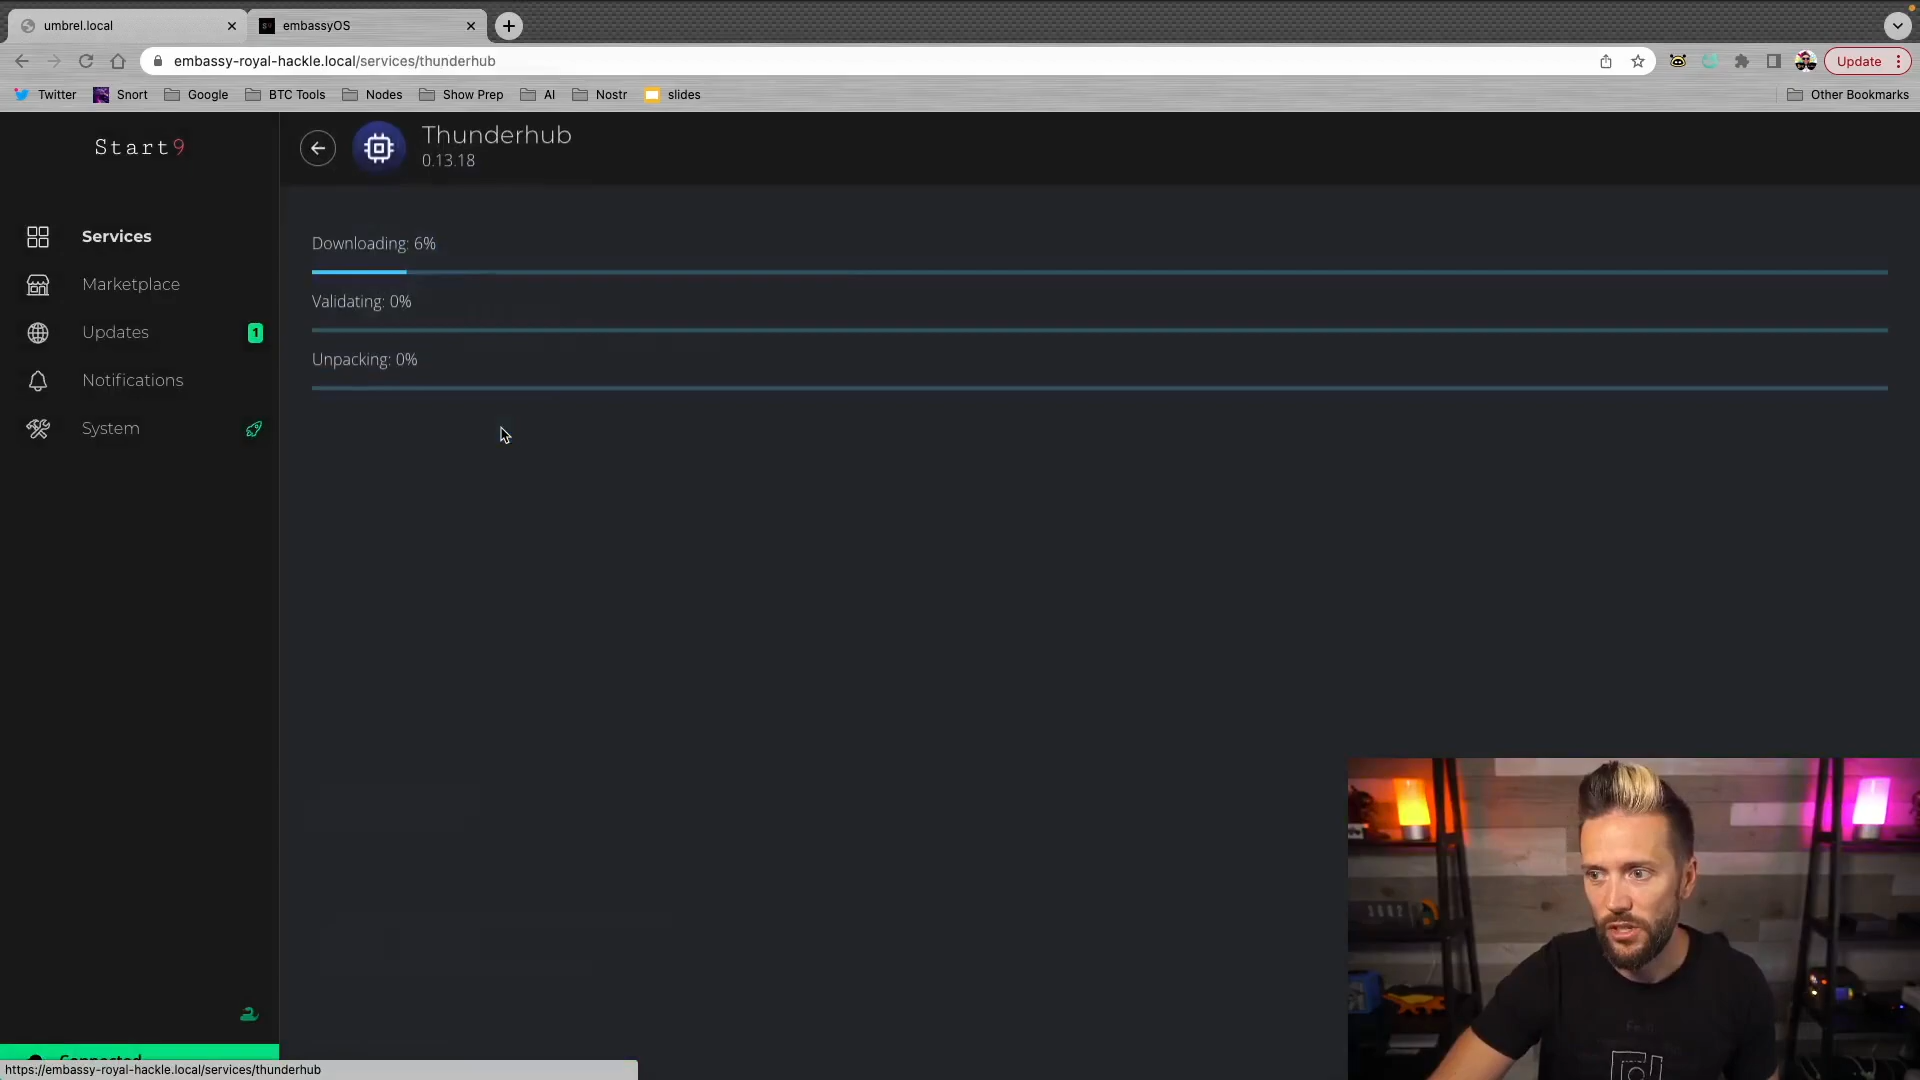 umbrel.local
embassyOS
embassy-royal-hackle.local/services/thunderhub
Update
Twitter
Snort
Google
BTC Tools
Nodes
Show Prep
AI
Nostr
slides
Other Bookmarks
Start9
Thunderhub
0.13.18
Services
Marketplace
Updates
1
Notifications
System
Downloading: 6%
Validating: 0%
Unpacking: 0%
Connected
https://embassy-royal-hackle.local/services/thunderhub